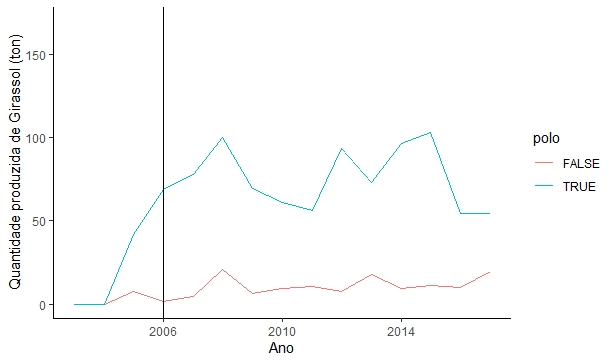 Quantidade produzida de Girassol (ton)
150
100
50
0
2006
2010
2014
Ano
polo
FALSE
TRUE